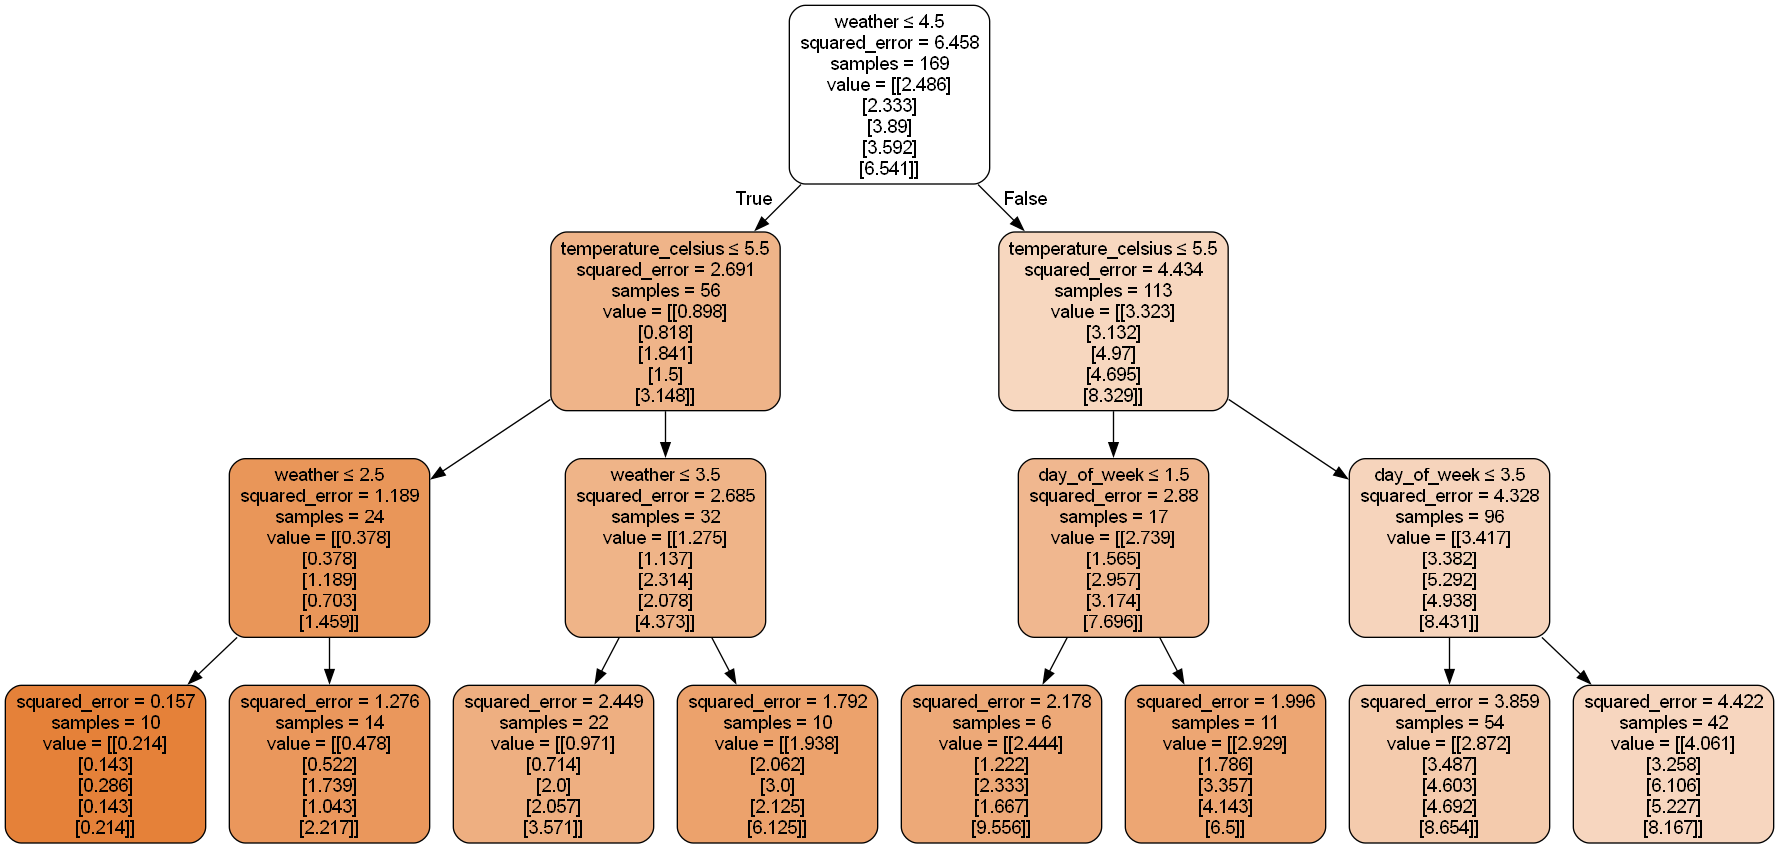 weather ≤ 4.5
squared_error = 6.458
samples = 169
value = [[2.486]
[2.333]
[3.89]
[3.592]
[6.541]]
True
False
temperature_celsius ≤ 5.5
squared_error = 2.691
samples = 56
value = [[0.898]
[0.818]
[1.841]
[1.5]
[3.148]]
temperature_celsius ≤ 5.5
squared_error = 4.434
samples = 113
value = [[3.323]
[3.132]
[4.97]
[4.695]
[8.329]]
weather ≤ 2.5
squared_error = 1.189
samples = 24
value = [[0.378]
[0.378]
[1.189]
[0.703]
[1.459]]
weather ≤ 3.5
squared_error = 2.685
samples = 32
value = [[1.275]
[1.137]
[2.314]
[2.078]
[4.373]]
day_of_week ≤ 1.5
squared_error = 2.88
samples = 17
value = [[2.739]
[1.565]
[2.957]
[3.174]
[7.696]]
day_of_week ≤ 3.5
squared_error = 4.328
samples = 96
value = [[3.417]
[3.382]
[5.292]
[4.938]
[8.431]]
squared_error = 0.157
samples = 10
value = [[0.214]
[0.143]
[0.286]
[0.143]
[0.214]]
squared_error = 1.276
samples = 14
value = [[0.478]
[0.522]
[1.739]
[1.043]
[2.217]]
squared_error = 2.449
samples = 22
value = [[0.971]
[0.714]
[2.0]
[2.057]
[3.571]]
squared_error = 1.792
samples = 10
value = [[1.938]
[2.062]
[3.0]
[2.125]
[6.125]]
squared_error = 2.178
samples = 6
value = [[2.444]
[1.222]
[2.333]
[1.667]
[9.556]]
squared_error = 1.996
samples = 11
value = [[2.929]
[1.786]
[3.357]
[4.143]
[6.5]]
squared_error = 3.859
samples = 54
value = [[2.872]
[3.487]
[4.603]
[4.692]
[8.654]]
squared_error = 4.422
samples = 42
value = [[4.061]
[3.258]
[6.106]
[5.227]
[8.167]]